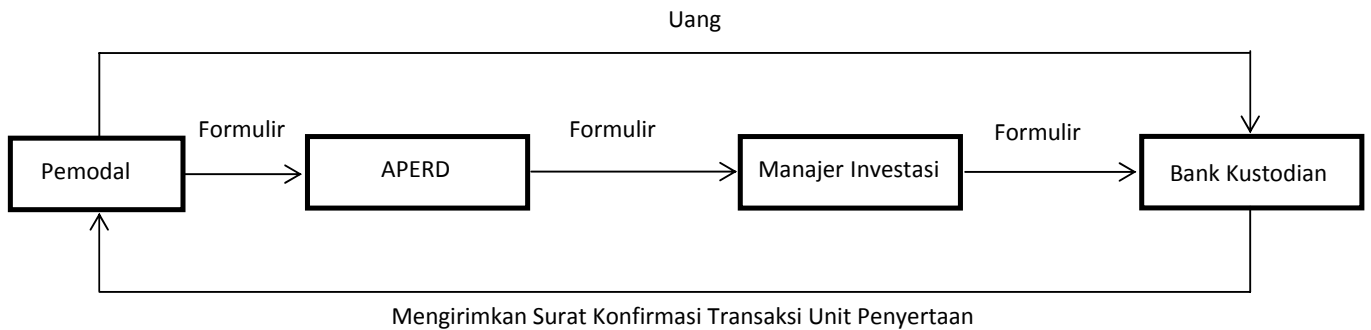 Uang
Formulir
Formulir
Formulir
Pemodal
APERD
Manajer Investasi
Bank Kustodian
Mengirimkan Surat Konfirmasi Transaksi Unit Penyertaan